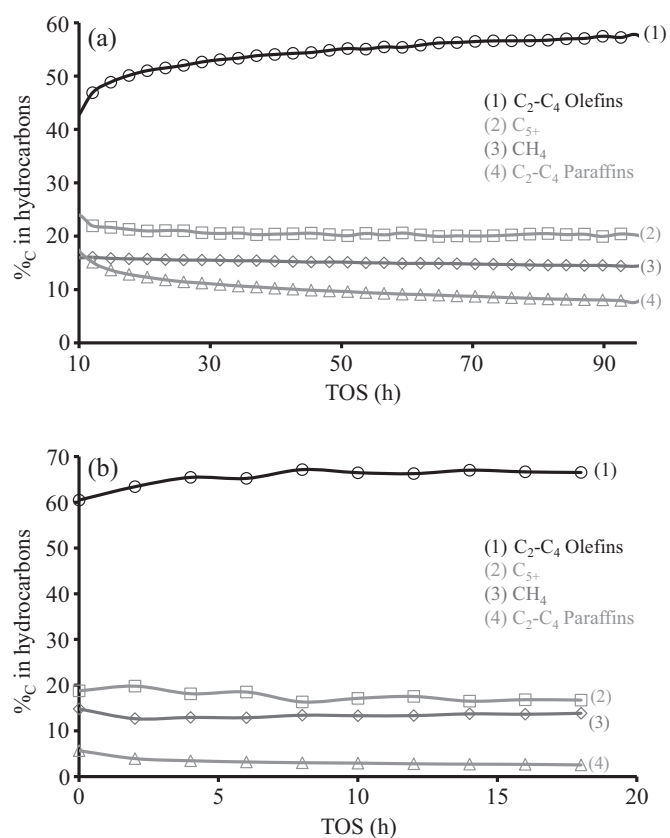 (a)
60
50
40
30
20
10
0
%C in hydrocarbons
(1)
(1) C2-C4 Olefins
(2) C5+
(3) CH4
(4) C2-C4 Paraffins
(2)
(3)
(4)
10 30 50 70 90
TOS (h)
(b)
70
60
50
40
30
20
10
0
%C in hydrocarbons
(1)
(1) C2-C4 Olefins
(2) C5+
(3) CH4
(4) C2-C4 Paraffins
(2)
(3)
(4)
0 5 10 15 20
TOS (h)